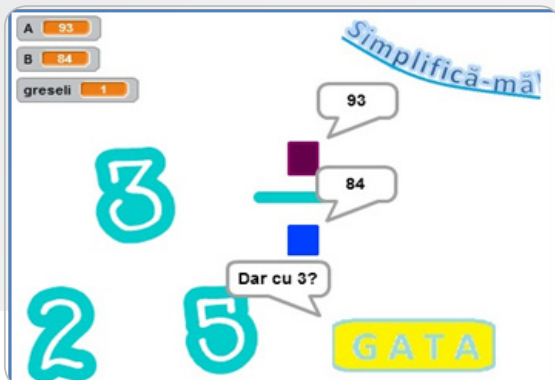 A 93
B 84
greseli 1
Simplifică-mă!
93
84
3
Dar cu 3?
2
5
GATA